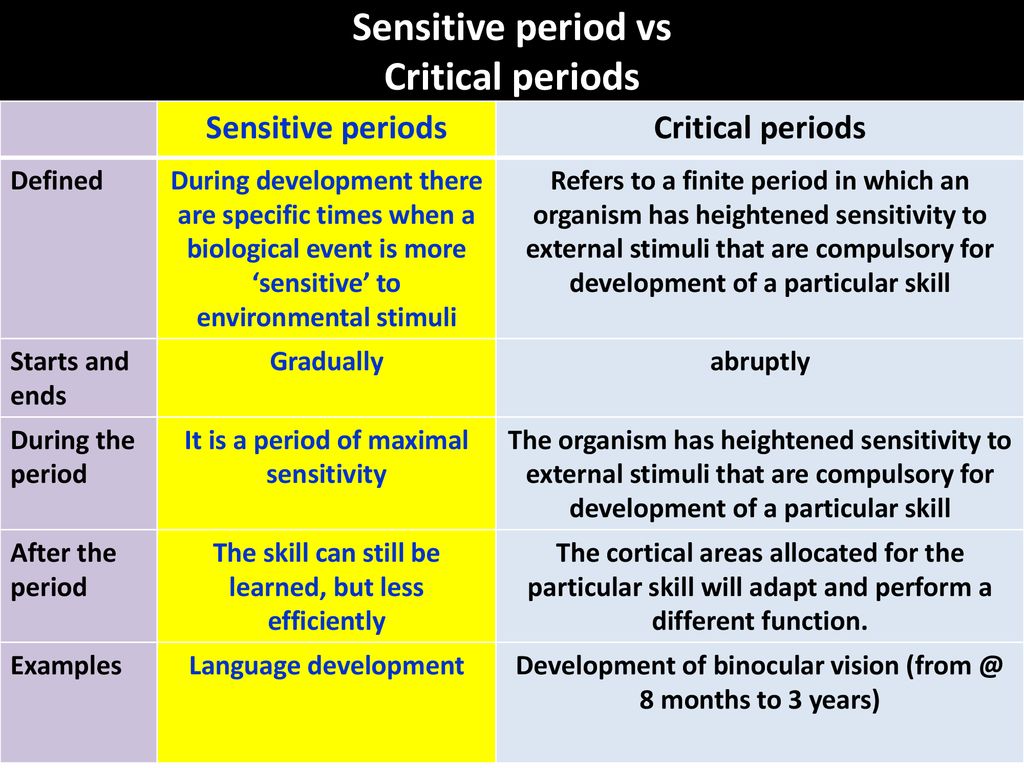 Sensitive period vs
Critical periods
Sensitive periods
Critical periods
Defined
During development there
are specific times when a
biological event is more
‘sensitive’ to
environmental stimuli
Refers to a finite period in which an
organism has heightened sensitivity to
external stimuli that are compulsory for
development of a particular skill
Starts and
ends
Gradually
abruptly
During the
period
It is a period of maximal
sensitivity
The organism has heightened sensitivity to
external stimuli that are compulsory for
development of a particular skill
After the
period
The skill can still be
learned, but less
efficiently
The cortical areas allocated for the
particular skill will adapt and perform a
different function.
Examples
Language development
Development of binocular vision (from @
8 months to 3 years)